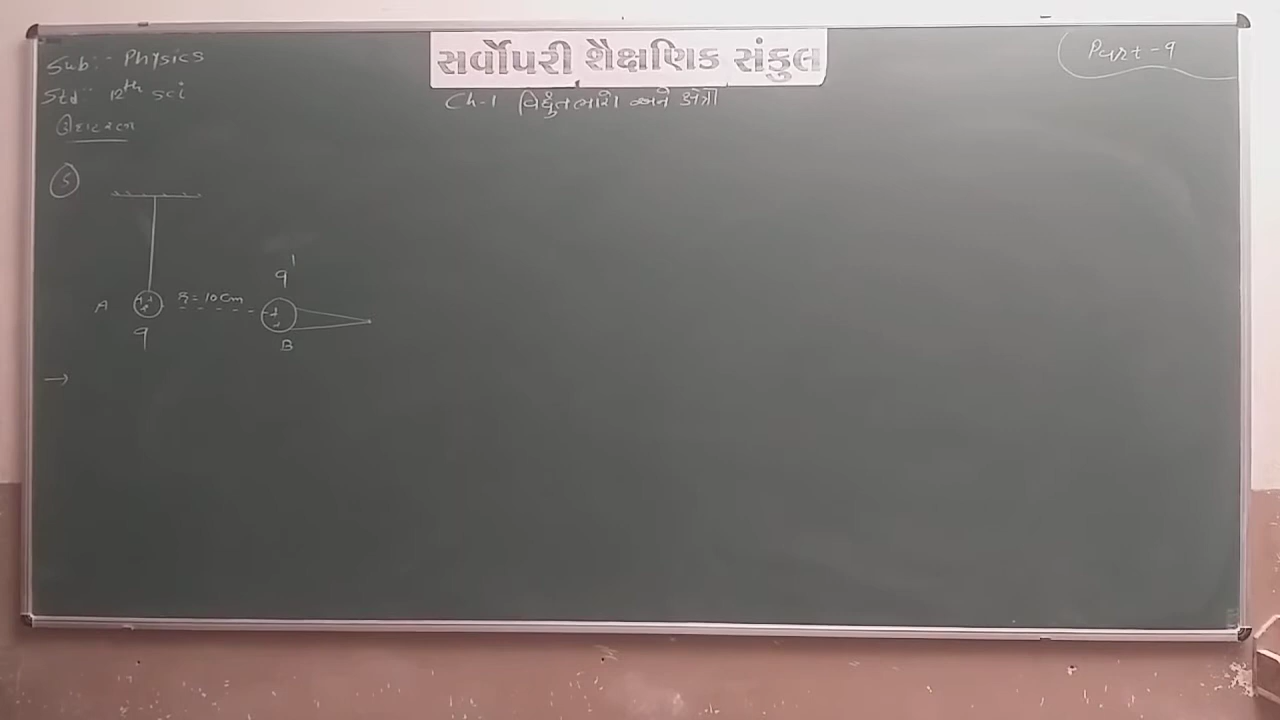 સર્વોપરી શૈક્ષણિક સંકુલ
Sub:- Physics
Part-9
Std:- 12th sci
Ch-1 વિદ્યુતભારો અને ક્ષેત્રો
ઉદાહરણ
5
q'
A r = 10 cm
q
B
→